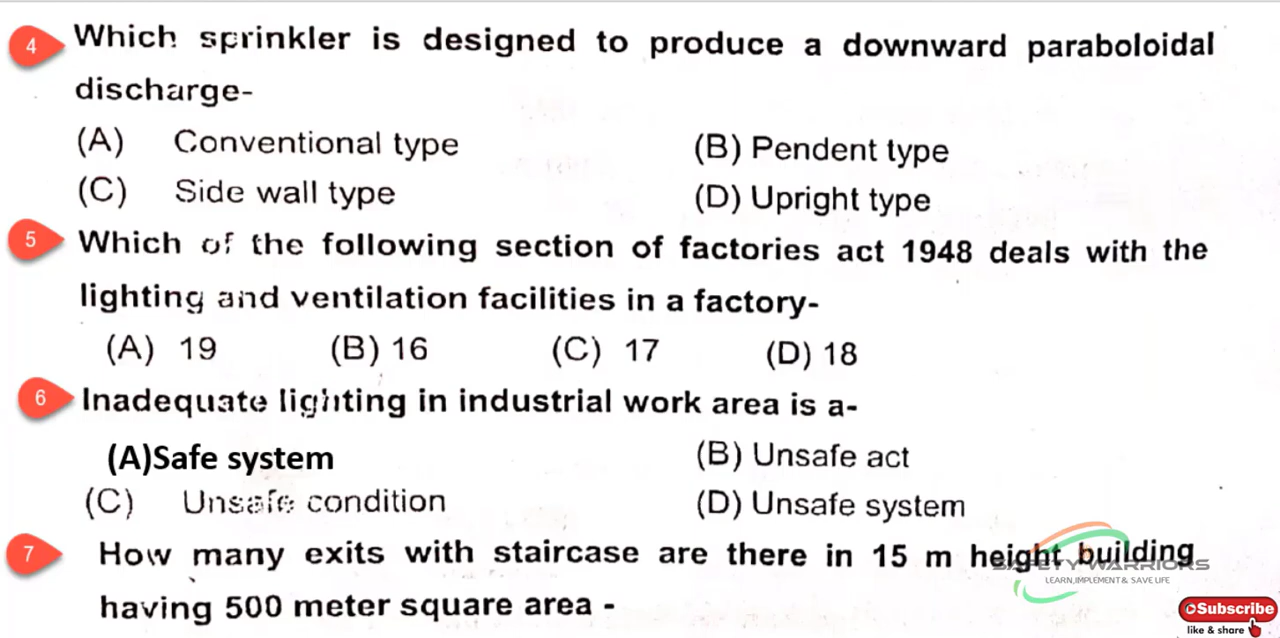 4 Which sprinkler is designed to produce a downward paraboloidal
discharge-
(A) Conventional type (B) Pendent type
(C) Side wall type (D) Upright type
5 Which of the following section of factories act 1948 deals with the
lighting and ventilation facilities in a factory-
(A) 19 (B) 16 (C) 17 (D) 18
6 Inadequate lighting in industrial work area is a-
(A)Safe system (B) Unsafe act
(C) Unsafe condition (D) Unsafe system
7 How many exits with staircase are there in 15 m height building
SAFETY WARRIORS
LEARN,IMPLEMENT & SAVE LIFE
having 500 meter square area -
Subscribe
like & share